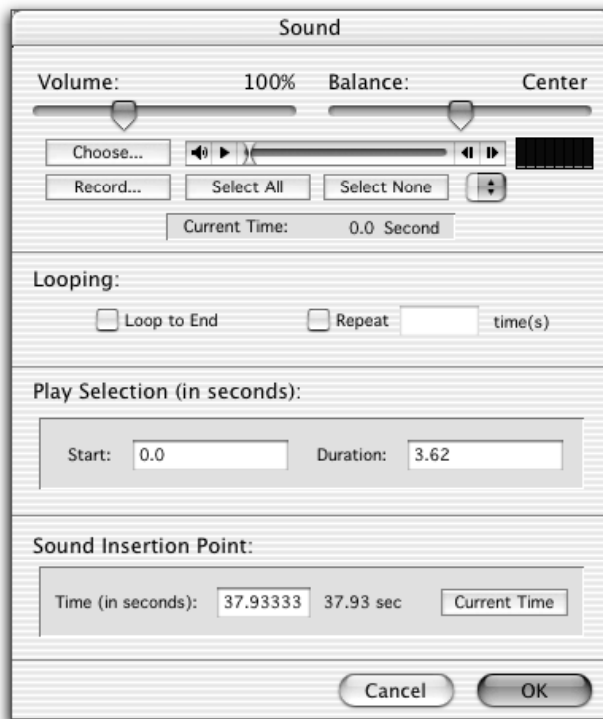 Sound
Volume: 100% Balance: Center
Choose...
Record... Select All Select None
Current Time: 0.0 Second
Looping:
Loop to End Repeat time(s)
Play Selection (in seconds):
Start: 0.0 Duration: 3.62
Sound Insertion Point:
Time (in seconds): 37.93333 37.93 sec Current Time
Cancel OK